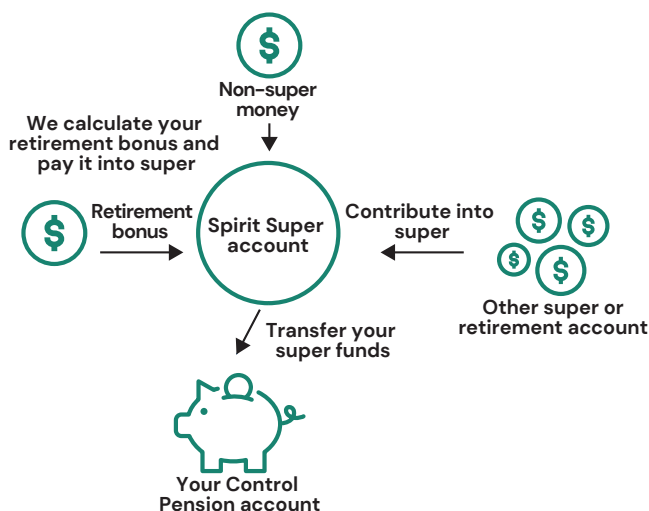 $
Non-super
money
We calculate your
retirement bonus and
pay it into super
$
Retirement
bonus
Spirit Super
account
Contribute into
super
$
$
$
$
Other super or
retirement account
Transfer your
super funds
Your Control
Pension account